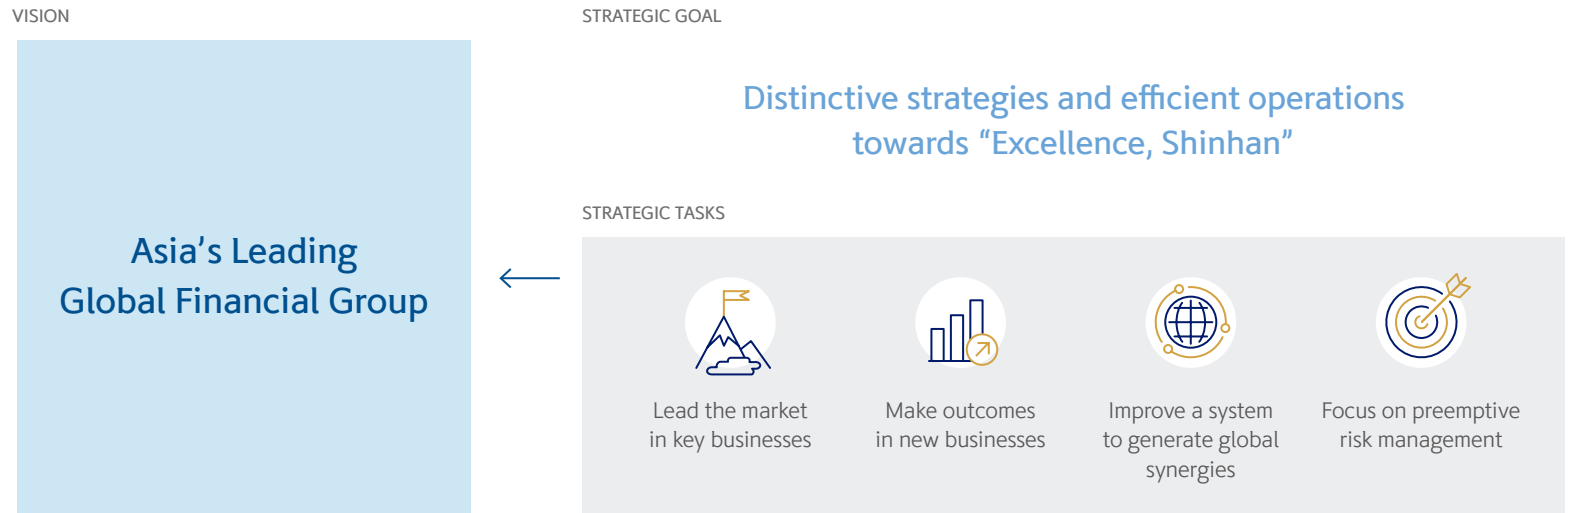 VISION
Asia’s Leading
Global Financial Group
STRATEGIC GOAL
Distinctive strategies and efficient operations
towards “Excellence, Shinhan”
STRATEGIC TASKS
Lead the market
in key businesses
Make outcomes
in new businesses
Improve a system
to generate global
synergies
Focus on preemptive
risk management